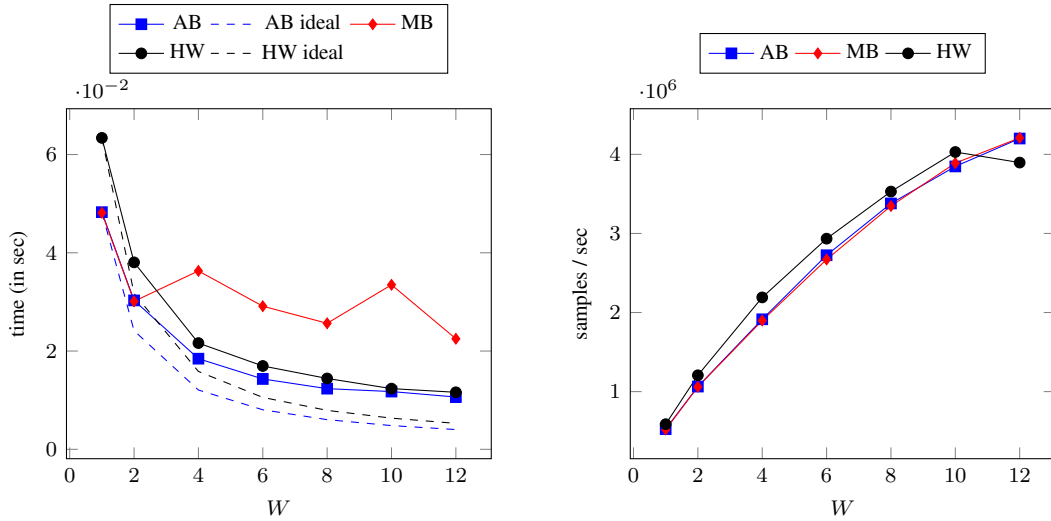 AB AB ideal MB
HW HW ideal
·10⁻²
6
4
2
0
time (in sec)
0 2 4 6 8 10 12
W
AB MB HW
·10⁶
4
3
2
1
samples / sec
0 2 4 6 8 10 12
W